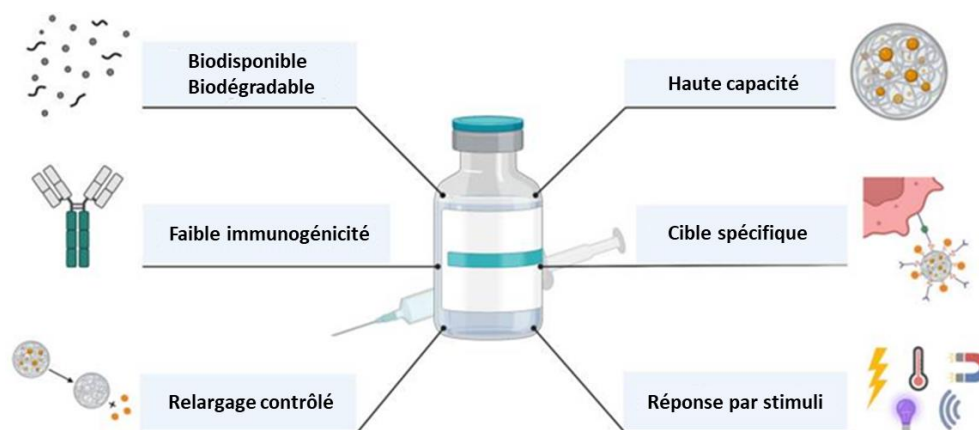 Biodisponible
Biodégradable
Haute capacité
Faible immunogénicité
Cible spécifique
Relargage contrôlé
Réponse par stimuli